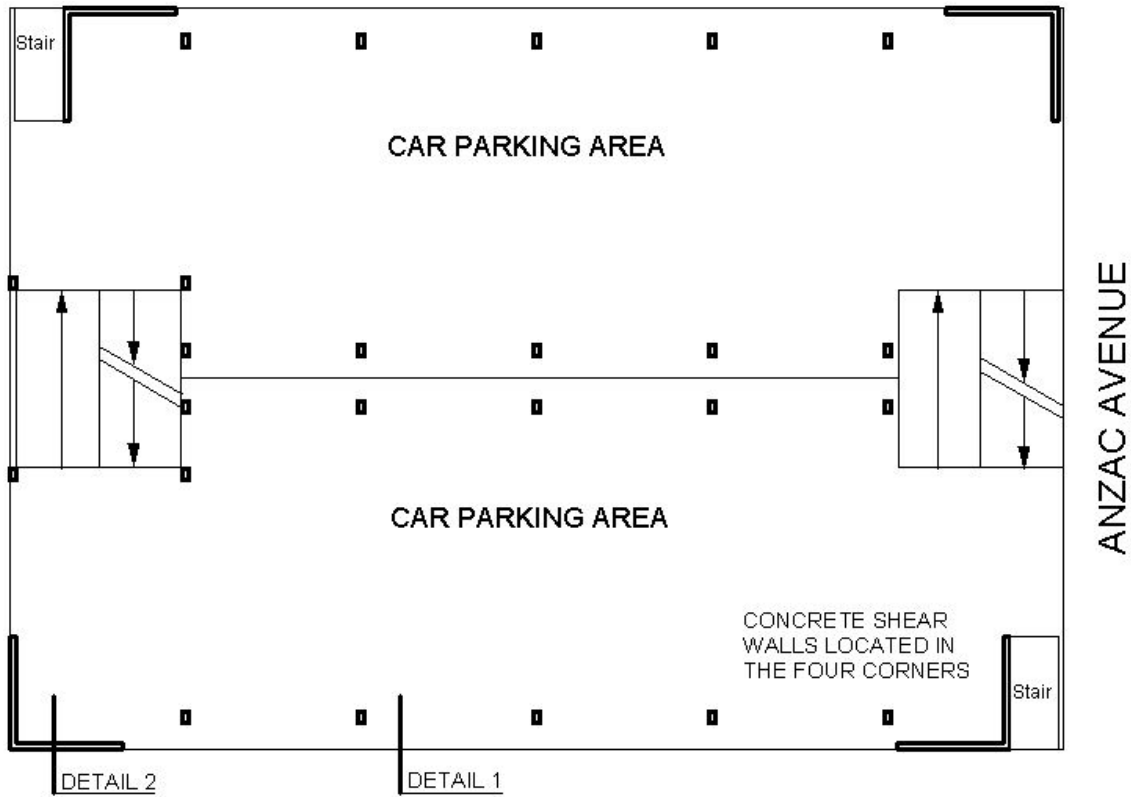 Stair
CAR PARKING AREA
ANZAC AVENUE
CAR PARKING AREA
CONCRETE SHEAR
WALLS LOCATED IN
THE FOUR CORNERS
Stair
DETAIL 2
DETAIL 1